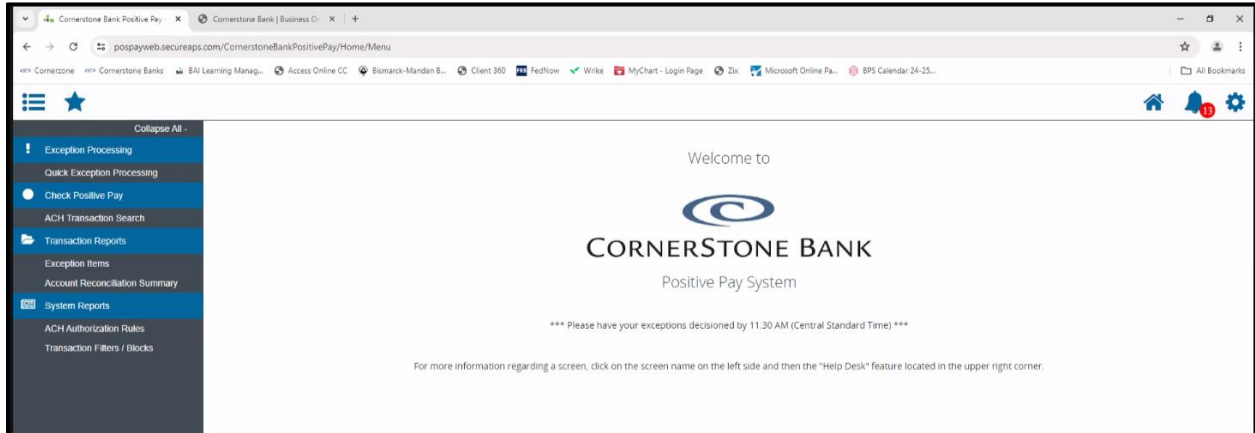 Cornerstone Bank Positive Pay -
Cornerstone Bank | Business O
pospayweb.secureaps.com/CornerstoneBankPositivePay/Home/Menu
Cornerzone Cornerstone Banks BAI Learning Manag... Access Online CC Bismarck-Mandan B... Client 360 FedNow Wrike MyChart - Login Page Zix Microsoft Online Pa... BPS Calendar 24-25... All Bookmarks
13
Collapse All -
Exception Processing
Quick Exception Processing
Check Positive Pay
ACH Transaction Search
Transaction Reports
Exception Items
Account Reconciliation Summary
System Reports
ACH Authorization Rules
Transaction Filters / Blocks
Welcome to
CORNERSTONE BANK
Positive Pay System
*** Please have your exceptions decisioned by 11:30 AM (Central Standard Time) ***
For more information regarding a screen, click on the screen name on the left side and then the "Help Desk" feature located in the upper right corner.